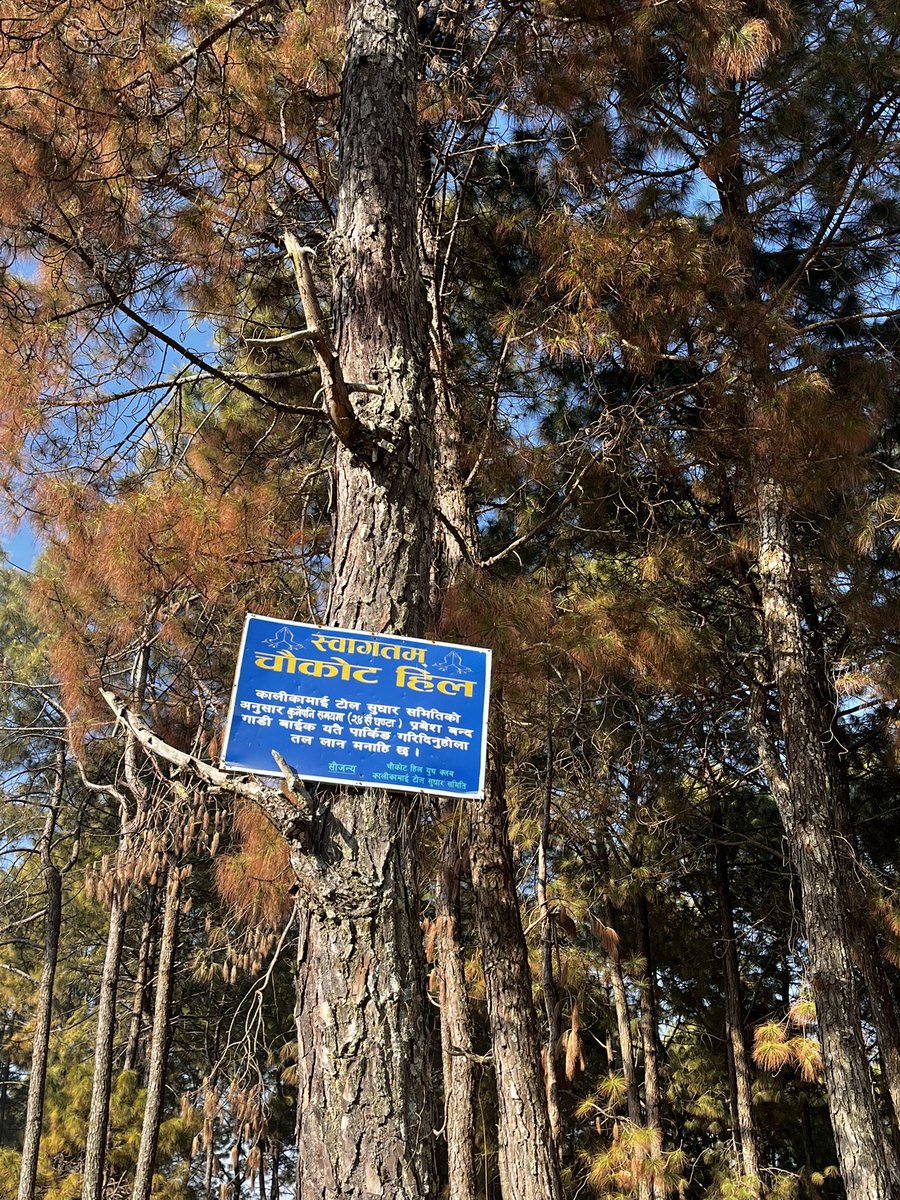 स्वागतम्
चौकोट हिल
कालीकामाई टोल सुधार समितिको
अनुसार कुनैपनि समयमा (२४ सै घण्टा) प्रवेश बन्द
गाडी बाईक यतै पार्किङ गरिदिनुहोला
तल लान मनाहि छ ।
सौजन्य
चौकोट हिल युथ क्लब
कालीकामाई टोल सुधार समिति